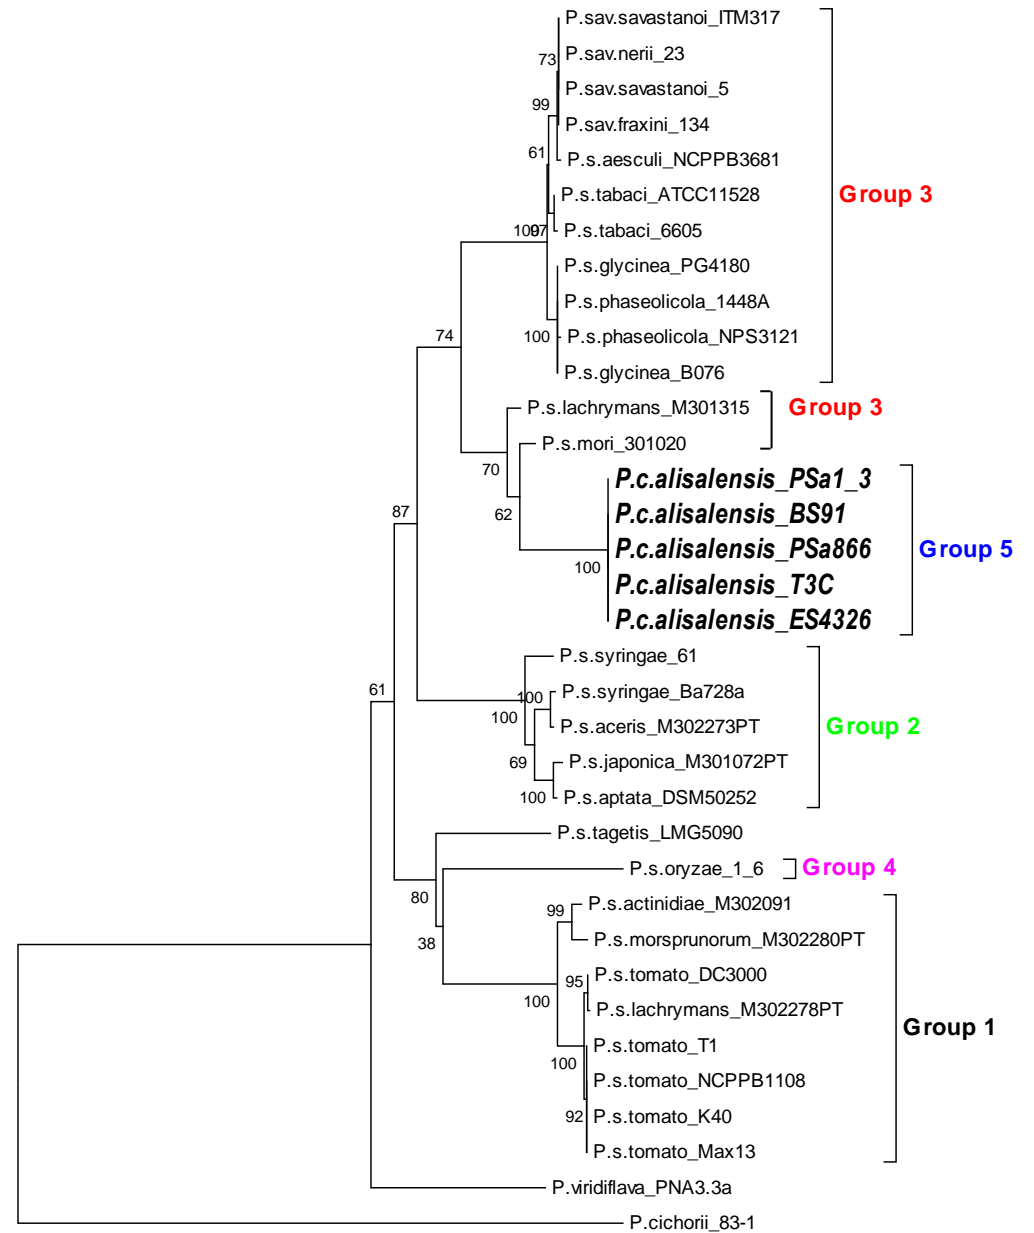 P.sav.savastanoi_ITM317
P.sav.nerii_23
73
P.sav.savastanoi_5
99
P.sav.fraxini_134
61
P.s.aesculi_NCPPB3681
P.s.tabaci_ATCC11528
Group 3
100
97
P.s.tabaci_6605
P.s.glycinea_PG4180
P.s.phaseolicola_1448A
74
100
P.s.phaseolicola_NPS3121
P.s.glycinea_B076
P.s.lachrymans_M301315
Group 3
P.s.mori_301020
70
P.c.alisalensis_PSa1_3
87
62
P.c.alisalensis_BS91
P.c.alisalensis_PSa866
Group 5
100
P.c.alisalensis_T3C
P.c.alisalensis_ES4326
P.s.syringae_61
61
100
P.s.syringae_Ba728a
100
P.s.aceris_M302273PT
Group 2
69
P.s.japonica_M301072PT
100
P.s.aptata_DSM50252
P.s.tagetis_LMG5090
P.s.oryzae_1_6
Group 4
80
99
P.s.actinidiae_M302091
38
P.s.morsprunorum_M302280PT
95
P.s.tomato_DC3000
100
P.s.lachrymans_M302278PT
Group 1
P.s.tomato_T1
100
P.s.tomato_NCPPB1108
92
P.s.tomato_K40
P.s.tomato_Max13
P.viridiflava_PNA3.3a
P.cichorii_83-1